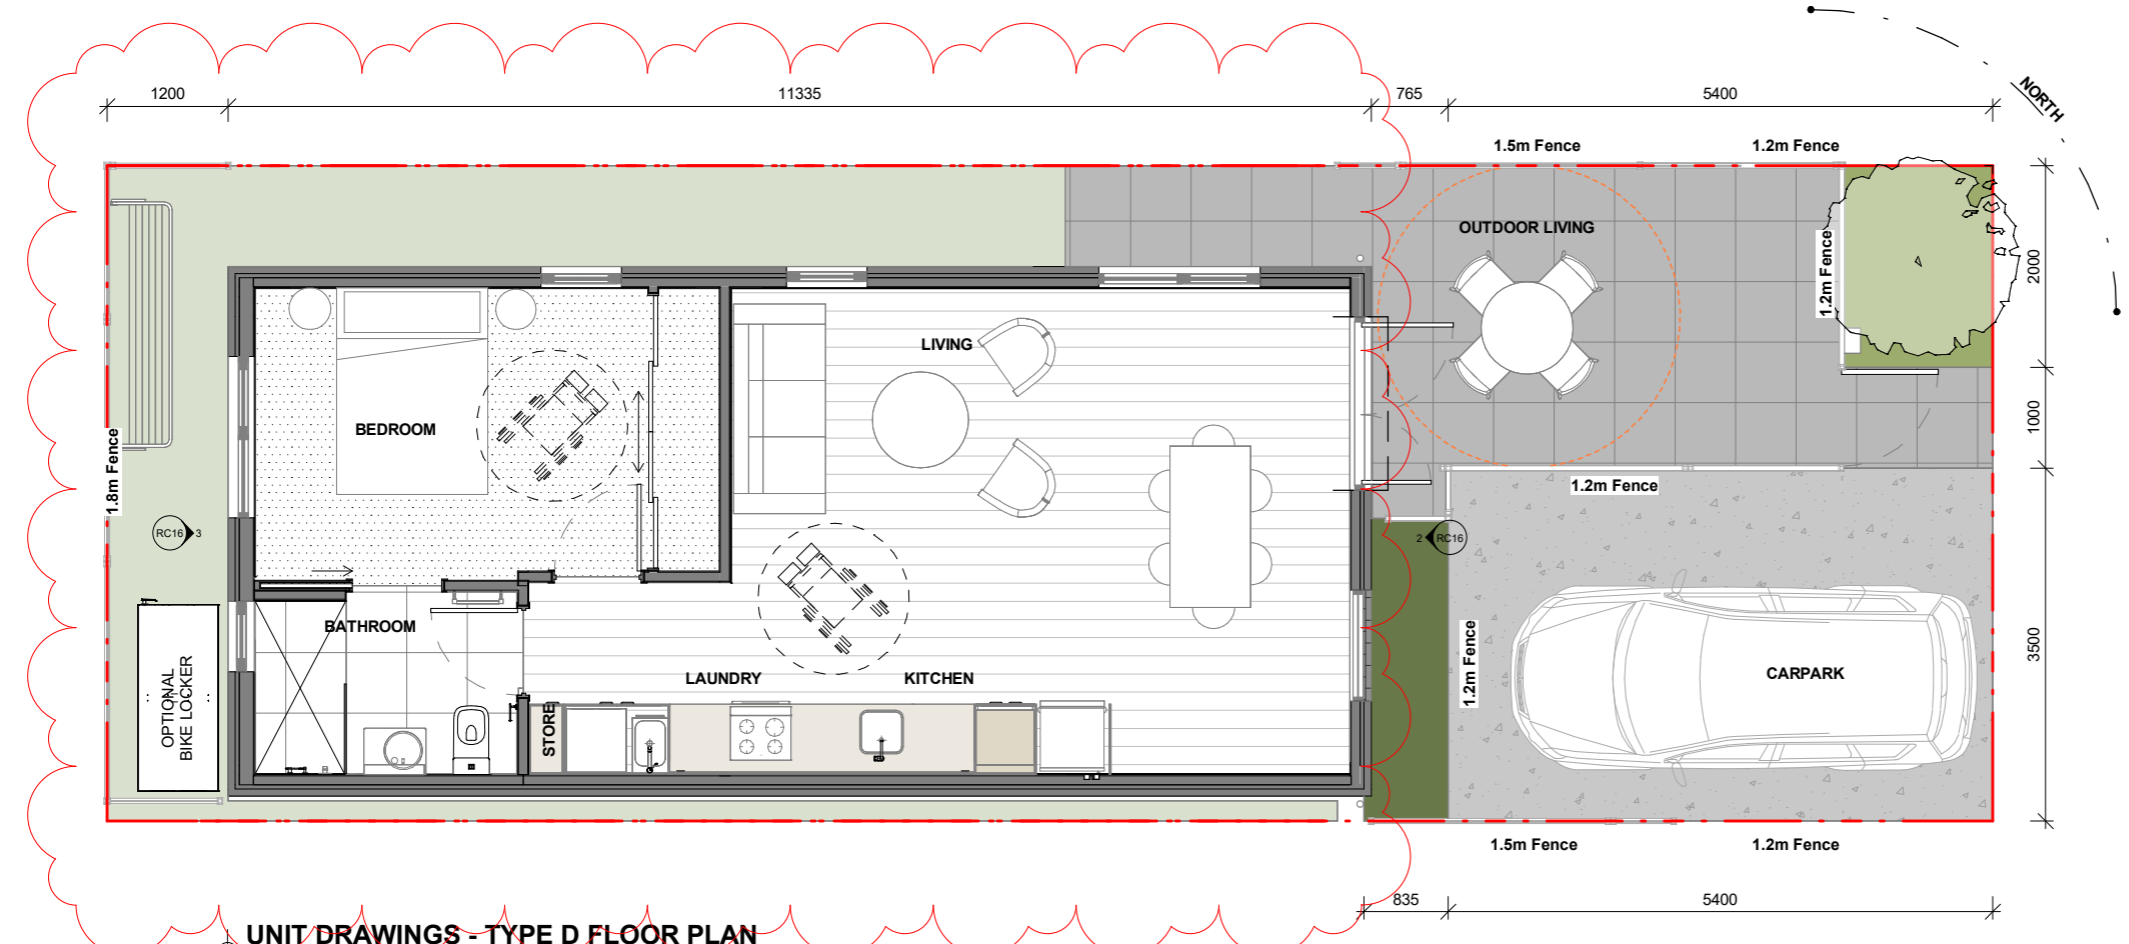 1200
11335
765
5400
NORTH
1.5m Fence
1.2m Fence
OUTDOOR LIVING
1.2m Fence
2000
LIVING
BEDROOM
1000
1.8m Fence
1.2m Fence
RC16
3
2
RC16
BATHROOM
1.2m Fence
3500
LAUNDRY
KITCHEN
CARPARK
OPTIONAL
BIKE LOCKER
STORE
1.5m Fence
1.2m Fence
835
5400
UNIT DRAWINGS - TYPE D FLOOR PLAN